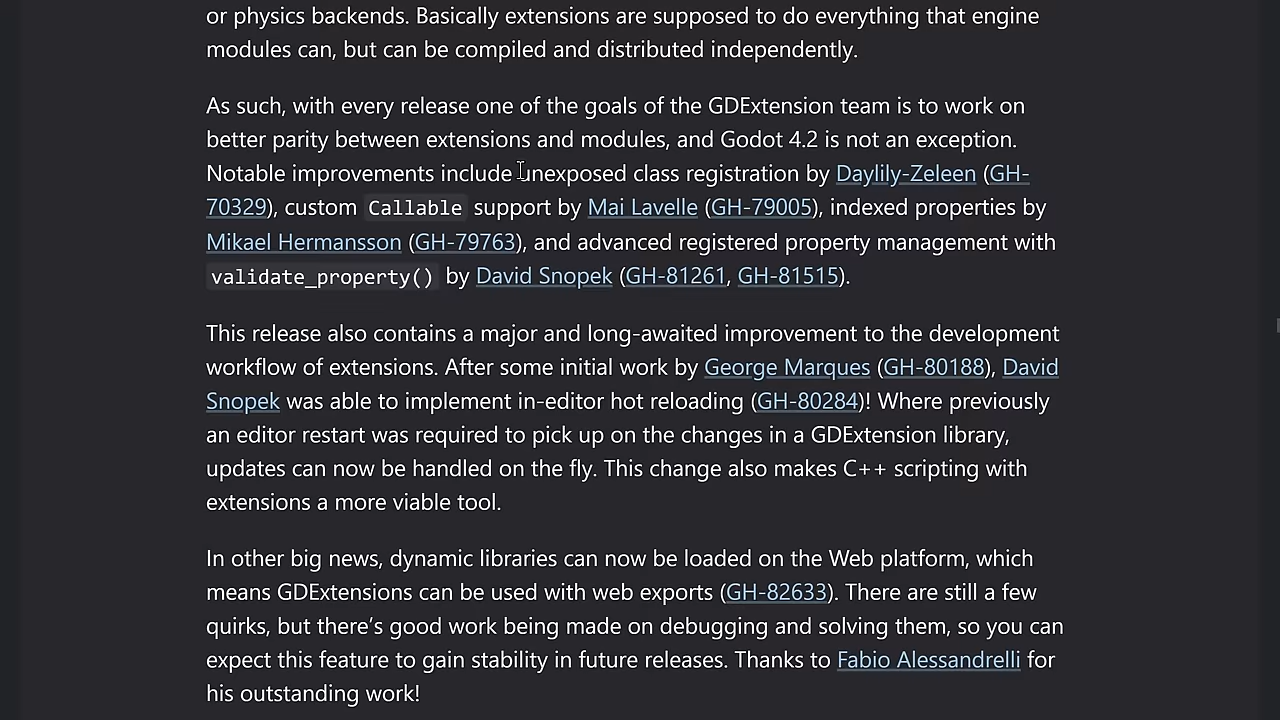 or physics backends. Basically extensions are supposed to do everything that engine
modules can, but can be compiled and distributed independently.
As such, with every release one of the goals of the GDExtension team is to work on
better parity between extensions and modules, and Godot 4.2 is not an exception.
Notable improvements include unexposed class registration by Daylily-Zeleen (GH-
70329), custom Callable support by Mai Lavelle (GH-79005), indexed properties by
Mikael Hermansson (GH-79763), and advanced registered property management with
validate_property() by David Snopek (GH-81261, GH-81515).
This release also contains a major and long-awaited improvement to the development
workflow of extensions. After some initial work by George Marques (GH-80188), David
Snopek was able to implement in-editor hot reloading (GH-80284)! Where previously
an editor restart was required to pick up on the changes in a GDExtension library,
updates can now be handled on the fly. This change also makes C++ scripting with
extensions a more viable tool.
In other big news, dynamic libraries can now be loaded on the Web platform, which
means GDExtensions can be used with web exports (GH-82633). There are still a few
quirks, but there’s good work being made on debugging and solving them, so you can
expect this feature to gain stability in future releases. Thanks to Fabio Alessandrelli for
his outstanding work!